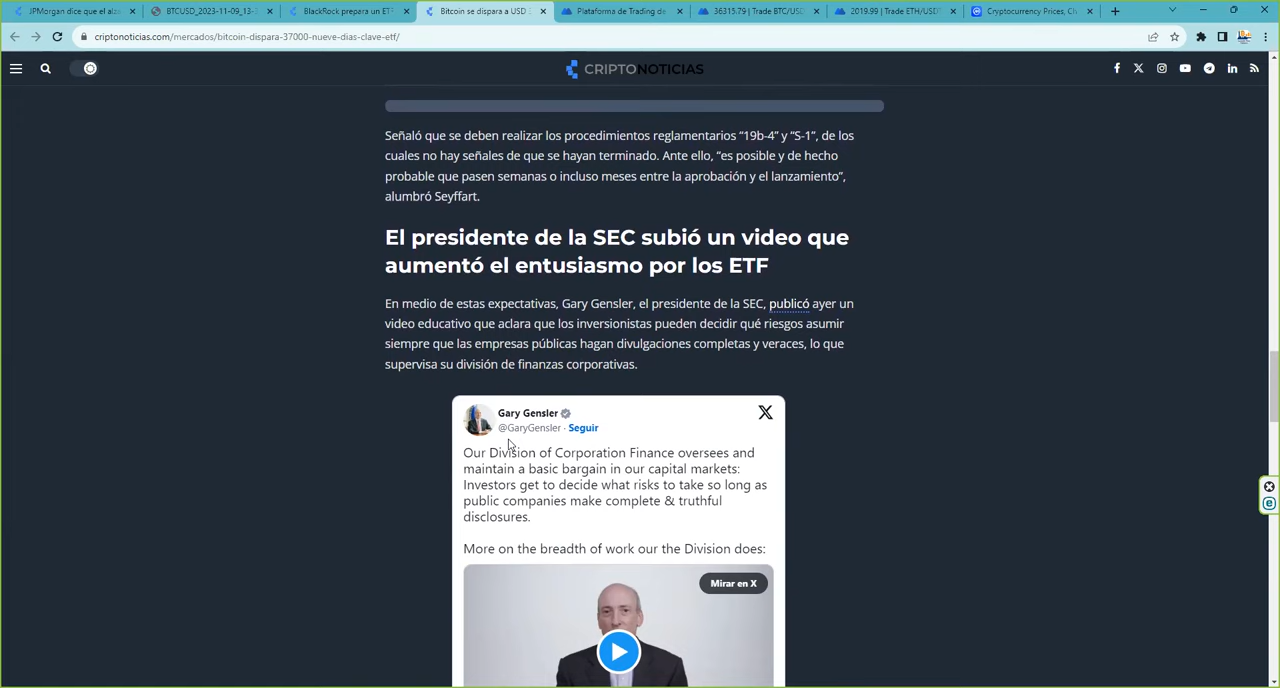 JPMorgan dice que el alza
BTCUSD_2023-11-09_13-
BlackRock prepara un ETF
Bitcoin se dispara a USD
Plataforma de Trading de
36315.79 | Trade BTC/USD
2019.99 | Trade ETH/USDT
Cryptocurrency Prices, Ch
criptonoticias.com/mercados/bitcoin-dispara-37000-nueve-dias-clave-etf/
CRIPTONOTICIAS
Señaló que se deben realizar los procedimientos reglamentarios “19b-4” y “S-1”, de los
cuales no hay señales de que se hayan terminado. Ante ello, “es posible y de hecho
probable que pasen semanas o incluso meses entre la aprobación y el lanzamiento”,
alumbró Seyffart.
El presidente de la SEC subió un video que
aumentó el entusiasmo por los ETF
En medio de estas expectativas, Gary Gensler, el presidente de la SEC, publicó ayer un
video educativo que aclara que los inversionistas pueden decidir qué riesgos asumir
siempre que las empresas públicas hagan divulgaciones completas y veraces, lo que
supervisa su división de finanzas corporativas.
Gary Gensler
@GaryGensler · Seguir
Our Division of Corporation Finance oversees and
maintain a basic bargain in our capital markets:
Investors get to decide what risks to take so long as
public companies make complete & truthful
disclosures.
More on the breadth of work our the Division does:
Mirar en X